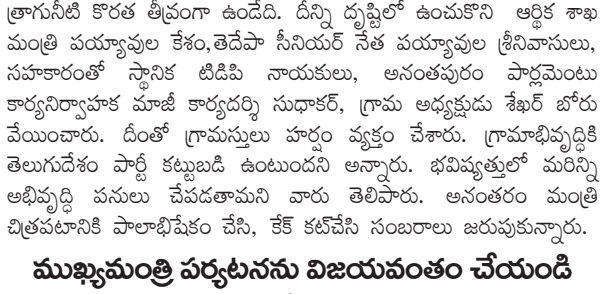 త్రాగునీటి కొరత తీవ్రంగా ఉండేది. దీన్ని దృష్టిలో ఉంచుకొని ఆర్థిక శాఖ
మంత్రి పయ్యావుల కేశం,తెదేపా సీనియర్ నేత పయ్యావుల శ్రీనివాసులు,
సహకారంతో స్థానిక టిడిపి నాయకులు, అనంతపురం పార్లమెంటు
కార్యనిర్వాహక మాజీ కార్యదర్శి సుధాకర్, గ్రామ అధ్యక్షుడు శేఖర్ బోరు
వేయించారు. దీంతో గ్రామస్తులు హర్షం వ్యక్తం చేశారు. గ్రామాభివృద్ధికి
తెలుగుదేశం పార్టీ కట్టుబడి ఉంటుందని అన్నారు. భవిష్యత్తులో మరిన్ని
అభివృద్ధి పనులు చేపడతామని వారు తెలిపారు. అనంతరం మంత్రి
చిత్రపటానికి పాలాభిషేకం చేసి, కేక్ కట్‌చేసి సంబరాలు జరుపుకున్నారు.
ముఖ్యమంత్రి పర్యటనను విజయవంతం చేయండి